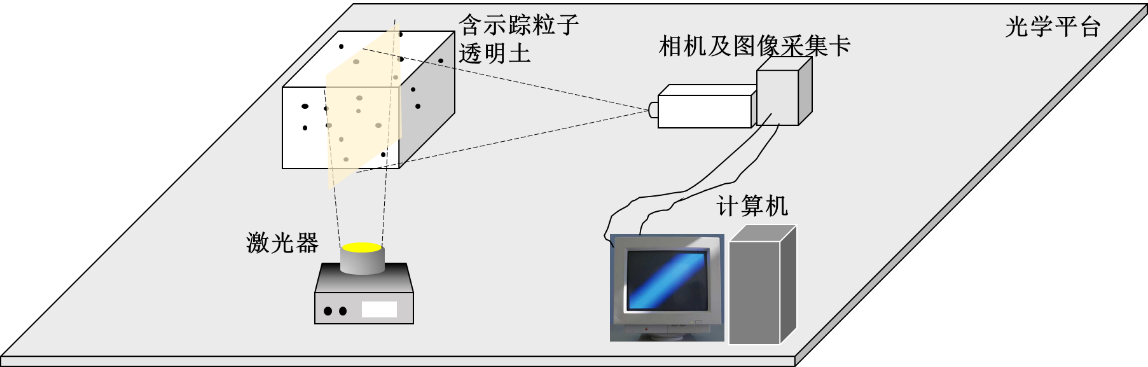 含示踪粒子
透明土
相机及图像采集卡
光学平台
激光器
计算机